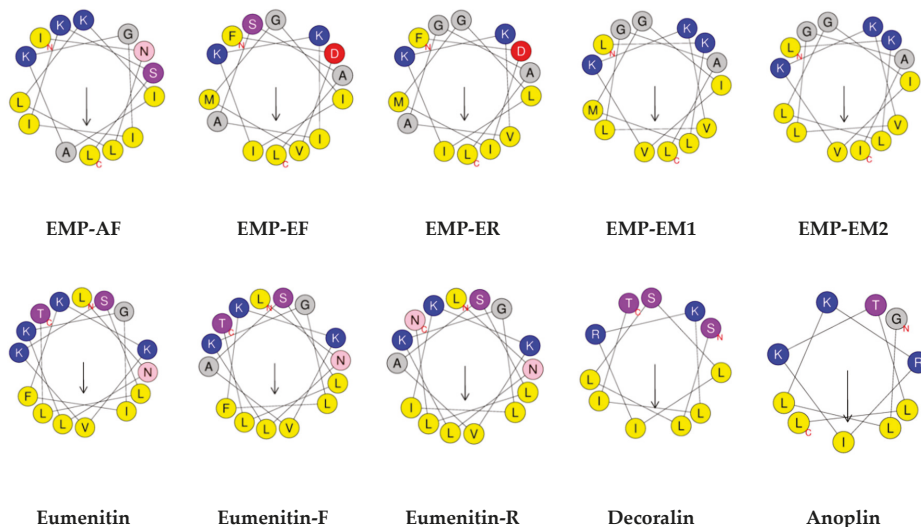 K K G
I N N
K S
L I
I I
A L L C
EMP-AF
S G K
F N D
K A
M I
A I
I L V C
EMP-EF
G G K
F N D
K A
M L
A V
I L I C
EMP-ER
G G K
L N K
K A
M I
L V
V L L C
EMP-EM1
G G K
L N K
K A
L I
L V
V I L C
EMP-EM2
K L N S G
T C
K K
K N
F L
L L V I
Eumenitin
K L N S G
T C
K K
A N
F L
L L V L
Eumenitin-F
K L N S G
N C
K K
A N
I L
L L V L
Eumenitin-R
T C S K
R S N
L L
I L
I L
Decoralin
K T
G N
K R
L L
L C L
I
Anoplin